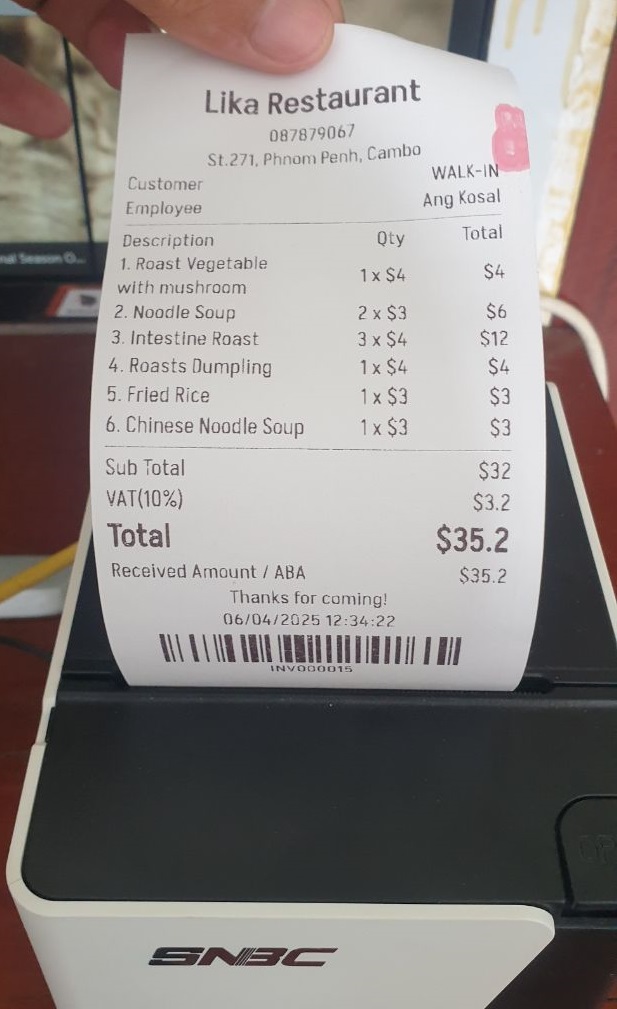 Lika Restaurant
087879067
St.271, Phnom Penh, Cambo
Customer WALK-IN
Employee Ang Kosal
Description Qty Total
1. Roast Vegetable with mushroom 1 x $4 $4
2. Noodle Soup 2 x $3 $6
3. Intestine Roast 3 x $4 $12
4. Roasts Dumpling 1 x $4 $4
5. Fried Rice 1 x $3 $3
6. Chinese Noodle Soup 1 x $3 $3
Sub Total $32
VAT(10%) $3.2
Total $35.2
Received Amount / ABA $35.2
Thanks for coming!
06/04/2025 12:34:22
INV000015
SNBC